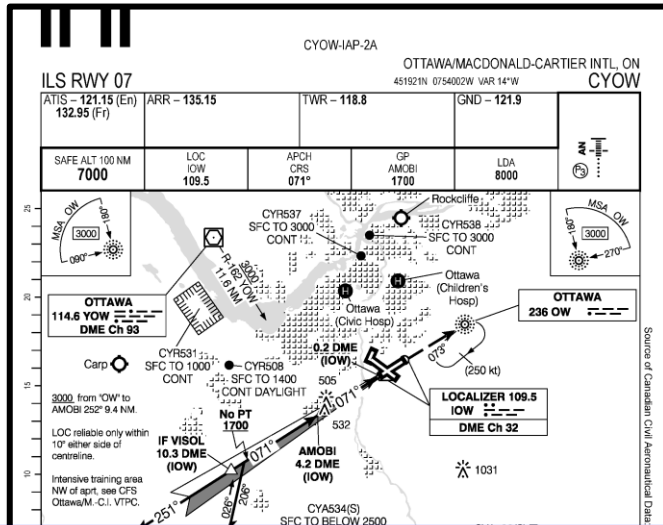 CYOW-IAP-2A
OTTAWA/MACDONALD-CARTIER INTL, ON
ILS RWY 07
451921N 0754002W VAR 14°W
CYOW
ATIS – 121.15 (En)
132.95 (Fr)
ARR – 135.15
TWR – 118.8
GND – 121.9
SAFE ALT 100 NM
7000
LOC
IOW
109.5
APCH
CRS
071°
GP
AMOBI
1700
LDA
8000
AN
P3
25
20
15
10
MSA OW
180°
3000
090°
MSA OW
180°
3000
270°
Rockcliffe
CYR537
SFC TO 3000
CONT
CYR538
SFC TO 3000
CONT
3000
R-162 YOW
11.6 NM
H
Ottawa
(Civic Hosp)
H
Ottawa
(Children's
Hosp)
OTTAWA
114.6 YOW
DME Ch 93
OTTAWA
236 OW
CYR531
SFC TO 1000
CONT
Carp
CYR508
SFC TO 1400
CONT DAYLIGHT
0.2 DME
(IOW)
073°
(250 kt)
LOCALIZER 109.5
IOW
DME Ch 32
505
532
071°
3000 from "OW" to
AMOBI 252° 9.4 NM.
LOC reliable only within
10° either side of
centreline.
Intensive training area
NW of aprt, see CFS
Ottawa/M.-C.I. VTPC.
No PT
1700
IF VISOL
10.3 DME
(IOW)
071°
AMOBI
4.2 DME
(IOW)
1031
251°
026°
206°
CYA534(S)
SFC TO BELOW 2500
Source of Canadian Civil Aeronautical Data